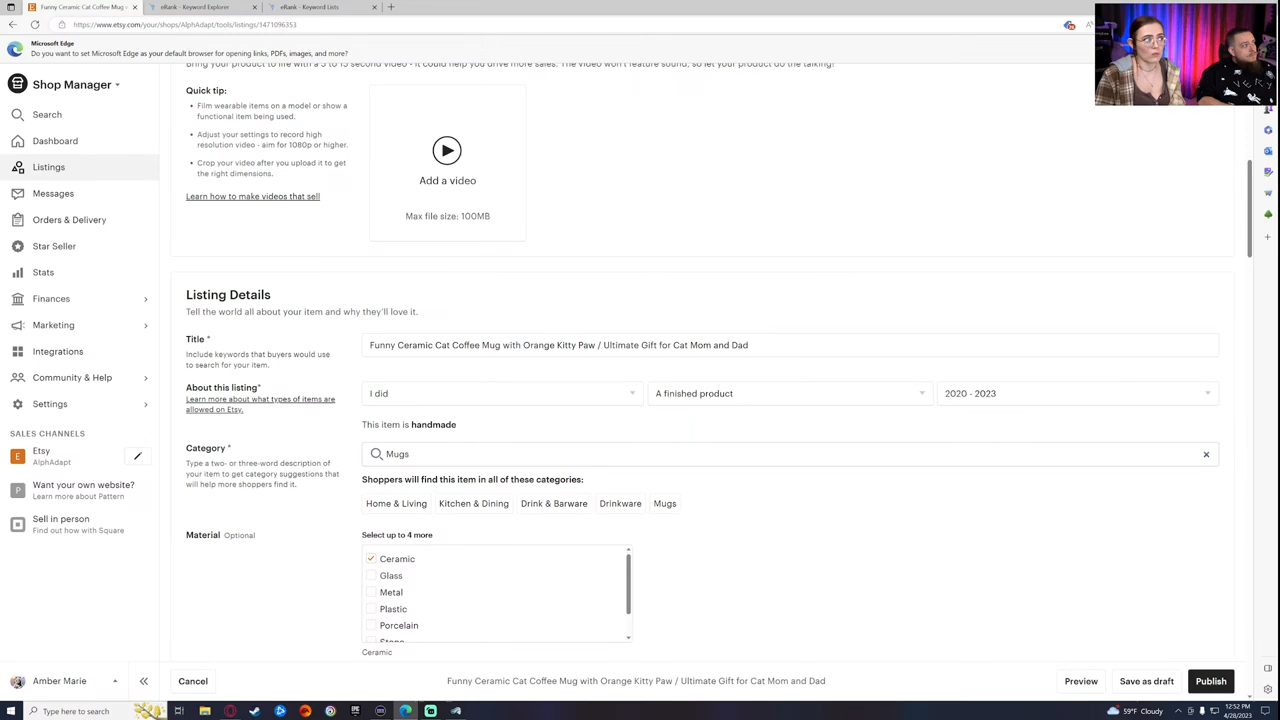 Funny Ceramic Cat Coffee Mug w
eRank - Keyword Explorer
eRank - Keyword Lists
https://www.etsy.com/your/shops/AlphAdapt/tools/listings/1471096353
Microsoft Edge
Do you want to set Microsoft Edge as your default browser for opening links, PDFs, images, and more?
Shop Manager
Search
Dashboard
Listings
Messages
Orders & Delivery
Star Seller
Stats
Finances
Marketing
Integrations
Community & Help
Settings
SALES CHANNELS
E
Etsy
AlphAdapt
P
Want your own website?
Learn more about Pattern
Sell in person
Find out how with Square
Amber Marie
Bring your product to life with a 5 to 15 second video - it could help you drive more sales. The video won't feature sound, so let your product do the talking!
Quick tip:
Film wearable items on a model or show a
functional item being used.
Adjust your settings to record high
resolution video - aim for 1080p or higher.
Crop your video after you upload it to get
the right dimensions.
Learn how to make videos that sell
Add a video
Max file size: 100MB
Listing Details
Tell the world all about your item and why they'll love it.
Title *
Include keywords that buyers would
use to search for your item.
Funny Ceramic Cat Coffee Mug with Orange Kitty Paw / Ultimate Gift for Cat Mom and Dad
About this listing*
Learn more about what types of items are
allowed on Etsy.
I did
A finished product
2020 - 2023
This item is handmade
Category *
Type a two- or three-word description of
your item to get category suggestions that
will help more shoppers find it.
Mugs
Shoppers will find this item in all of these categories:
Home & Living Kitchen & Dining Drink & Barware Drinkware Mugs
Material Optional
Select up to 4 more
Ceramic
Glass
Metal
Plastic
Porcelain
Stone
Ceramic
Cancel
Funny Ceramic Cat Coffee Mug with Orange Kitty Paw / Ultimate Gift for Cat Mom and Dad
Preview
Save as draft
Publish
Type here to search
59°F Cloudy
12:52 PM
4/28/2023